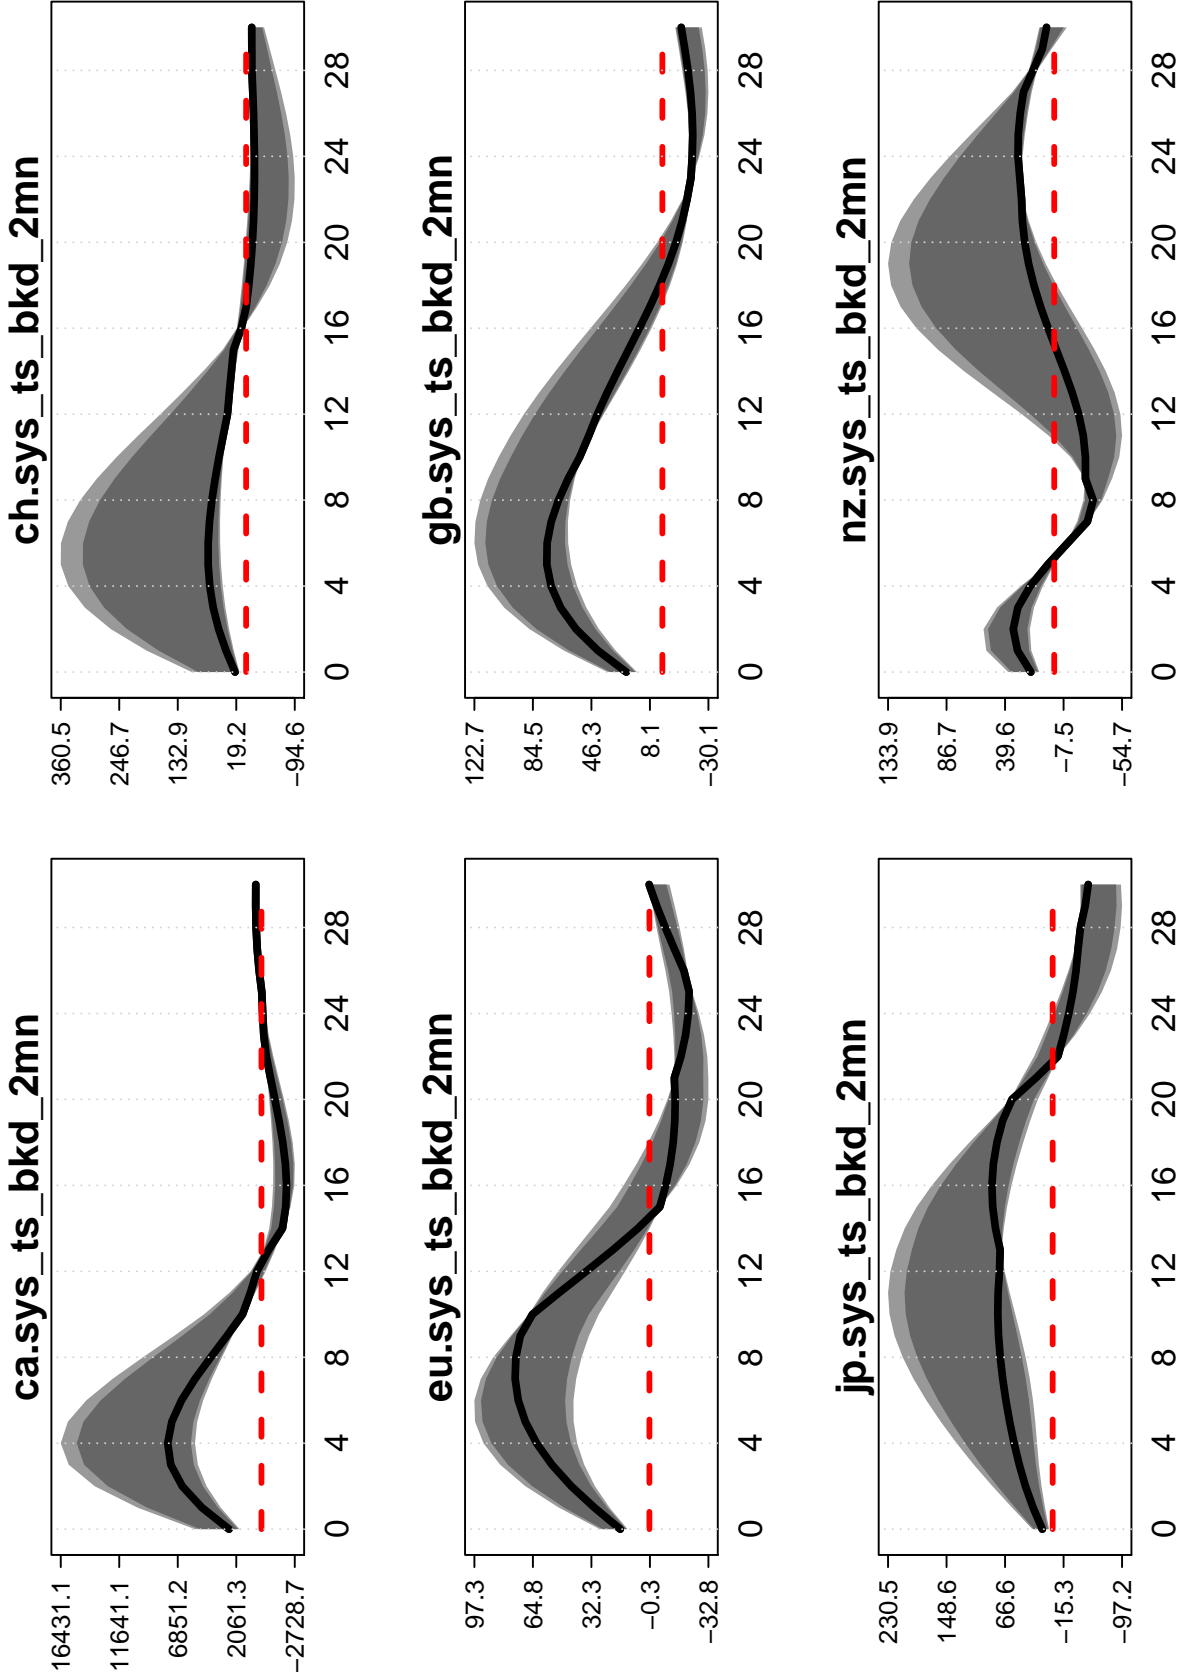 ca.sys_ts_bkd_2mn
16431.1
11641.1
6851.2
2061.3
−2728.7
0 4 8 12 16 20 24 28
ch.sys_ts_bkd_2mn
360.5
246.7
132.9
19.2
−94.6
0 4 8 12 16 20 24 28
eu.sys_ts_bkd_2mn
97.3
64.8
32.3
−0.3
−32.8
0 4 8 12 16 20 24 28
gb.sys_ts_bkd_2mn
122.7
84.5
46.3
8.1
−30.1
0 4 8 12 16 20 24 28
jp.sys_ts_bkd_2mn
230.5
148.6
66.6
−15.3
−97.2
0 4 8 12 16 20 24 28
nz.sys_ts_bkd_2mn
133.9
86.7
39.6
−7.5
−54.7
0 4 8 12 16 20 24 28